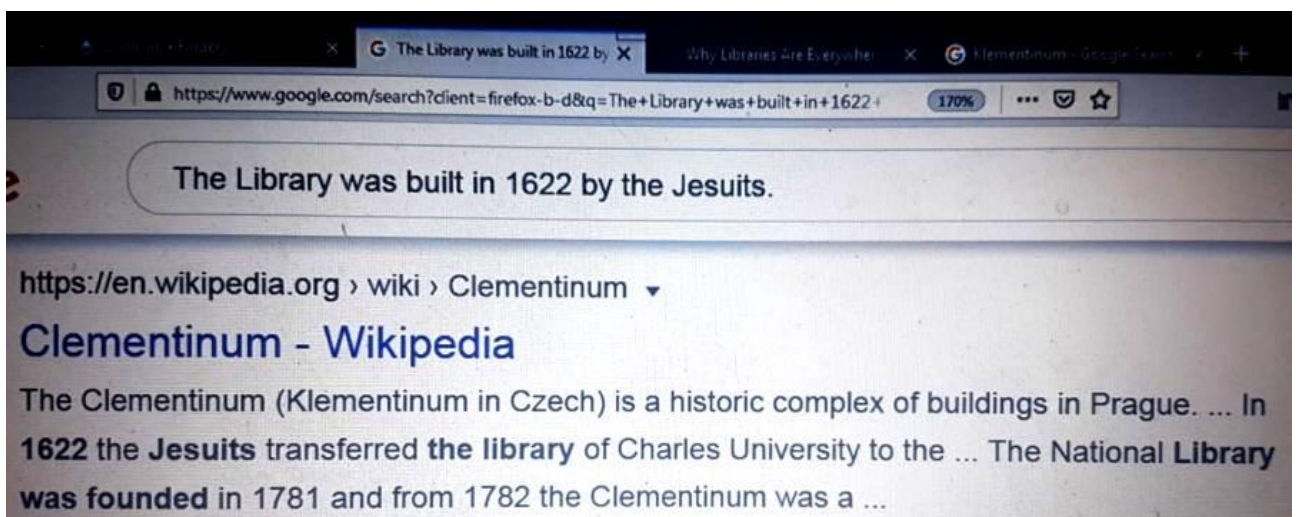 The Library was built in 1622 by
Why Libraries Are Everywher
Klementinum - Google Search
https://www.google.com/search?client=firefox-b-d&q=The+Library+was+built+in+1622+
170%
The Library was built in 1622 by the Jesuits.
https://en.wikipedia.org › wiki › Clementinum
Clementinum - Wikipedia
The Clementinum (Klementinum in Czech) is a historic complex of buildings in Prague. ... In
1622 the Jesuits transferred the library of Charles University to the ... The National Library
was founded in 1781 and from 1782 the Clementinum was a ...